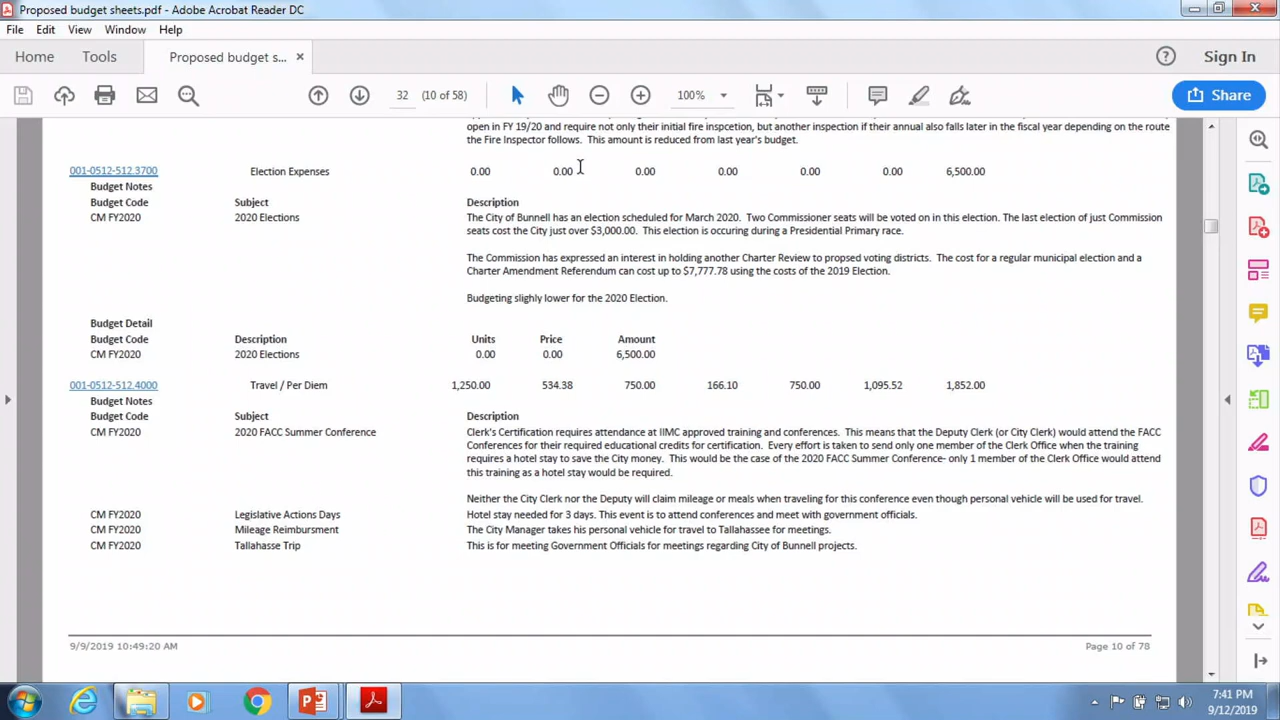 Proposed budget sheets.pdf - Adobe Acrobat Reader DC
File Edit View Window Help
Home Tools Proposed budget s... × Sign In
32 (10 of 58) 100% Share
open in FY 19/20 and require not only their initial fire inspcetion, but another inspection if their annual also falls later in the fiscal year depending on the route
the Fire Inspector follows. This amount is reduced from last year's budget.
001-0512-512.3700 Election Expenses 0.00 0.00 0.00 0.00 0.00 0.00 6,500.00
Budget Notes
Budget Code Subject Description
CM FY2020 2020 Elections The City of Bunnell has an election scheduled for March 2020. Two Commissioner seats will be voted on in this election. The last election of just Commission
seats cost the City just over $3,000.00. This election is occuring during a Presidential Primary race.
The Commission has expressed an interest in holding another Charter Review to propsed voting districts. The cost for a regular municipal election and a
Charter Amendment Referendum can cost up to $7,777.78 using the costs of the 2019 Election.
Budgeting slighly lower for the 2020 Election.
Budget Detail
Budget Code Description Units Price Amount
CM FY2020 2020 Elections 0.00 0.00 6,500.00
001-0512-512.4000 Travel / Per Diem 1,250.00 534.38 750.00 166.10 750.00 1,095.52 1,852.00
Budget Notes
Budget Code Subject Description
CM FY2020 2020 FACC Summer Conference Clerk's Certification requires attendance at IIMC approved training and conferences. This means that the Deputy Clerk (or City Clerk) would attend the FACC
Conferences for their required educational credits for certification. Every effort is taken to send only one member of the Clerk Office when the training
requires a hotel stay to save the City money. This would be the case of the 2020 FACC Summer Conference- only 1 member of the Clerk Office would attend
this training as a hotel stay would be required.
Neither the City Clerk nor the Deputy will claim mileage or meals when traveling for this conference even though personal vehicle will be used for travel.
CM FY2020 Legislative Actions Days Hotel stay needed for 3 days. This event is to attend conferences and meet with government officials.
CM FY2020 Mileage Reimbursment The City Manager takes his personal vehicle for travel to Tallahassee for meetings.
CM FY2020 Tallahasse Trip This is for meeting Government Officials for meetings regarding City of Bunnell projects.
9/9/2019 10:49:20 AM Page 10 of 78
7:41 PM
9/12/2019